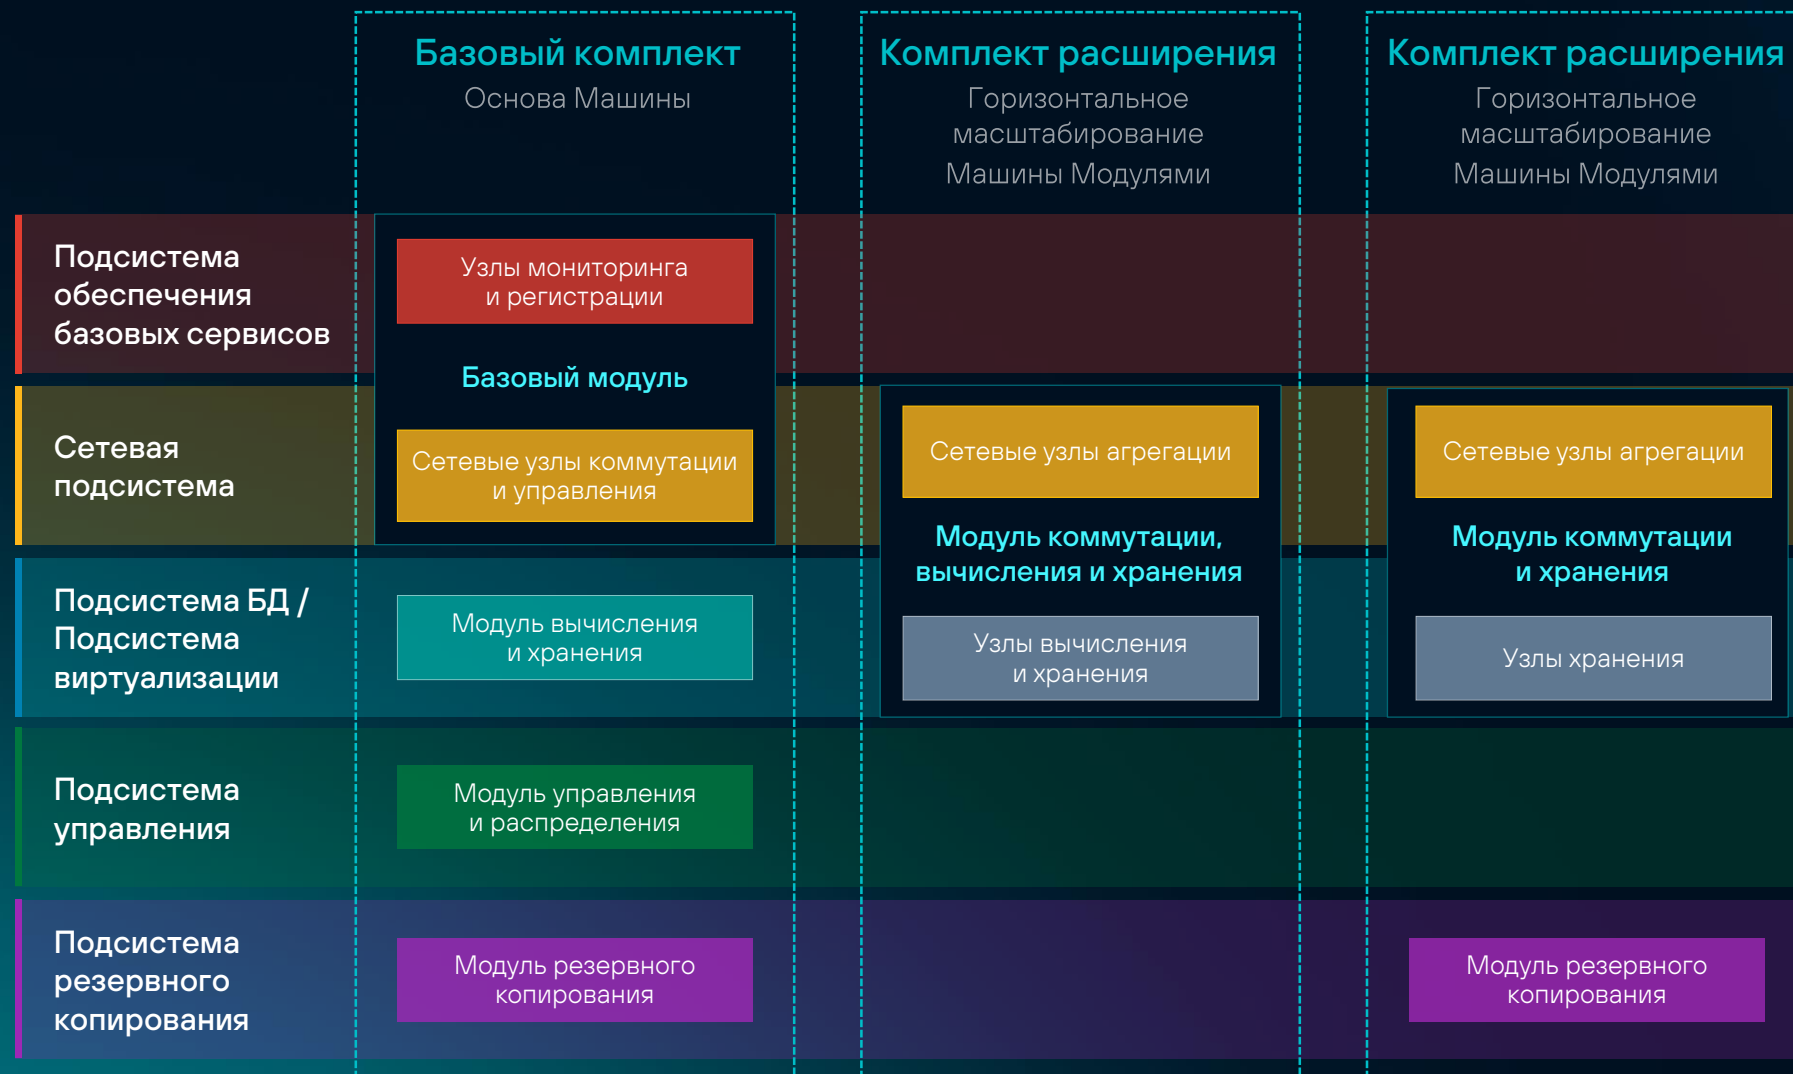 Базовый комплект
Основа Машины
Комплект расширения
Горизонтальное
масштабирование
Машины Модулями
Комплект расширения
Горизонтальное
масштабирование
Машины Модулями
Подсистема
обеспечения
базовых сервисов
Узлы мониторинга
и регистрации
Базовый модуль
Сетевая
подсистема
Сетевые узлы коммутации
и управления
Сетевые узлы агрегации
Модуль коммутации,
вычисления и хранения
Сетевые узлы агрегации
Модуль коммутации
и хранения
Подсистема БД /
Подсистема
виртуализации
Модуль вычисления
и хранения
Узлы вычисления
и хранения
Узлы хранения
Подсистема
управления
Модуль управления
и распределения
Подсистема
резервного
копирования
Модуль резервного
копирования
Модуль резервного
копирования